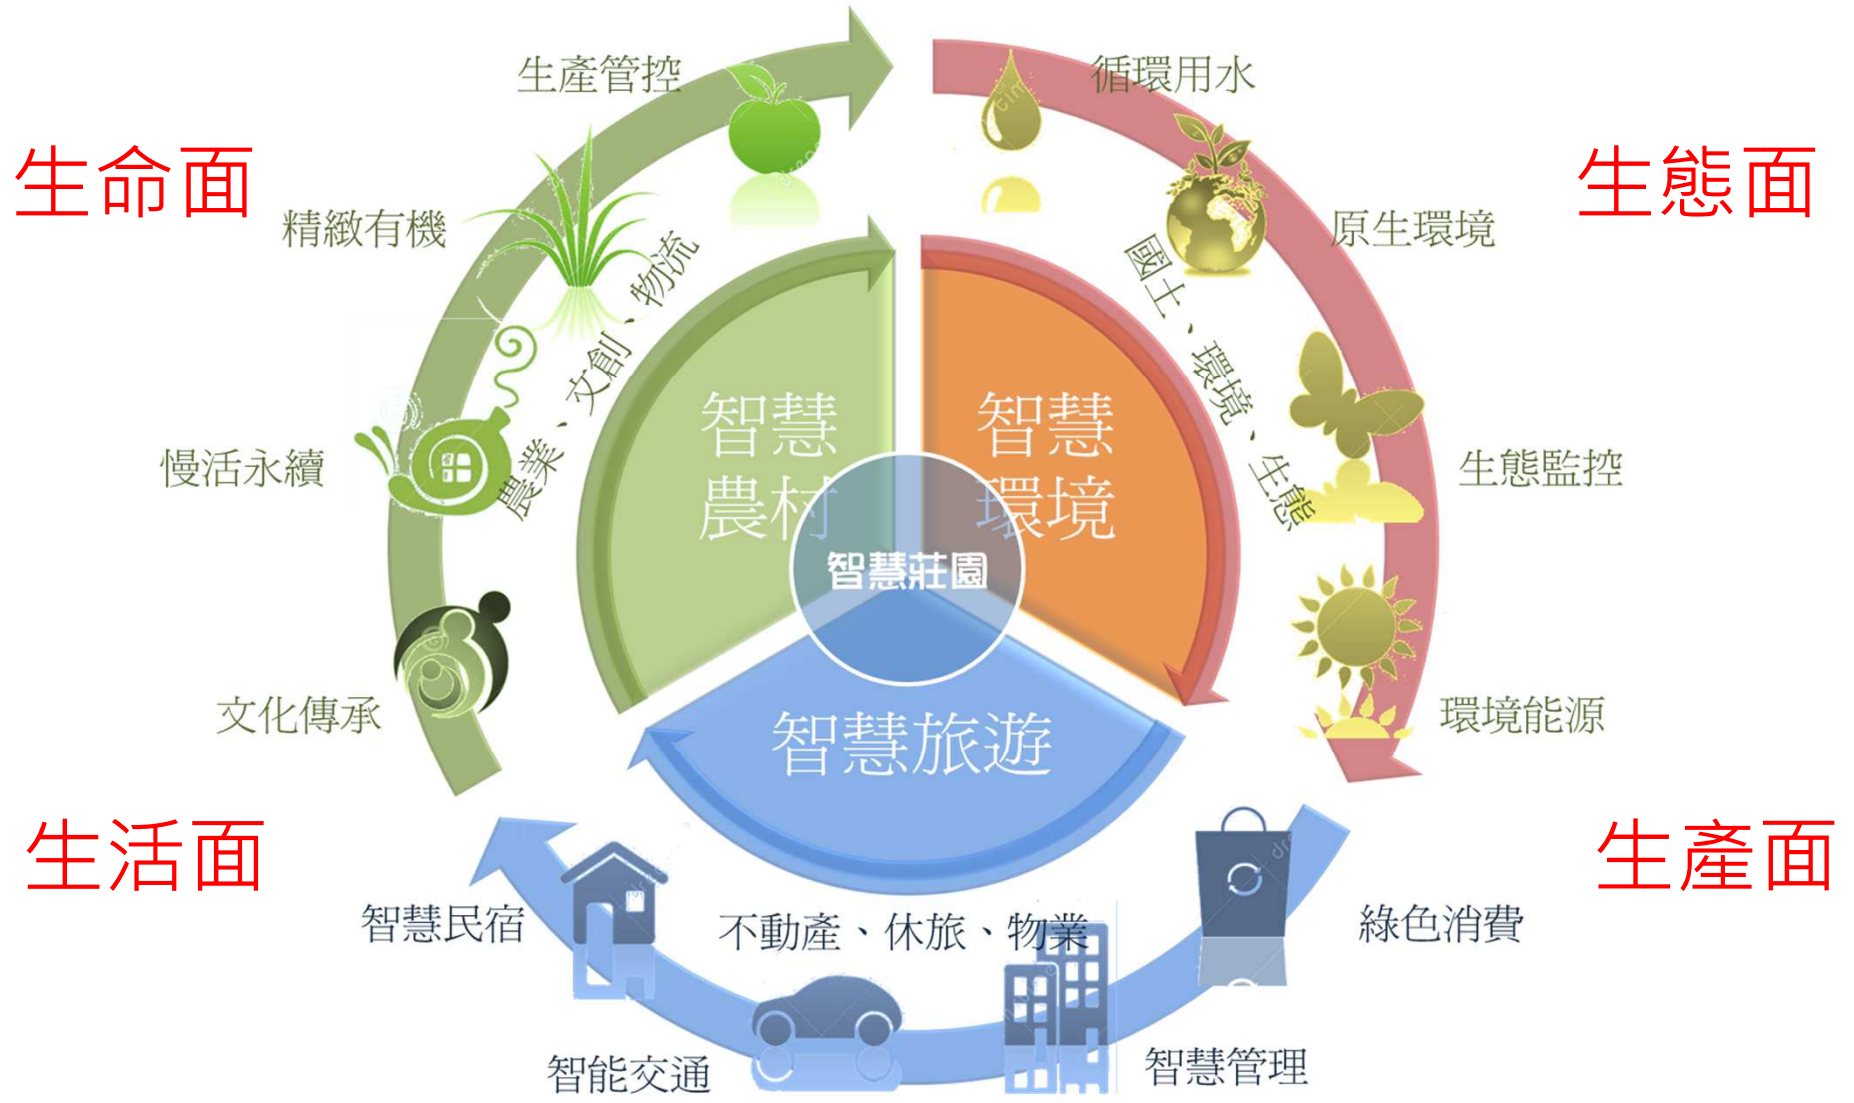 生產管控
循環用水
生命面
生態面
精緻有機
原生環境
農業、文創、物流
國土、環境、生態
智慧
農村
智慧
環境
慢活永續
生態監控
智慧莊園
文化傳承
環境能源
智慧旅遊
生活面
生產面
智慧民宿
不動產、休旅、物業
綠色消費
智能交通
智慧管理